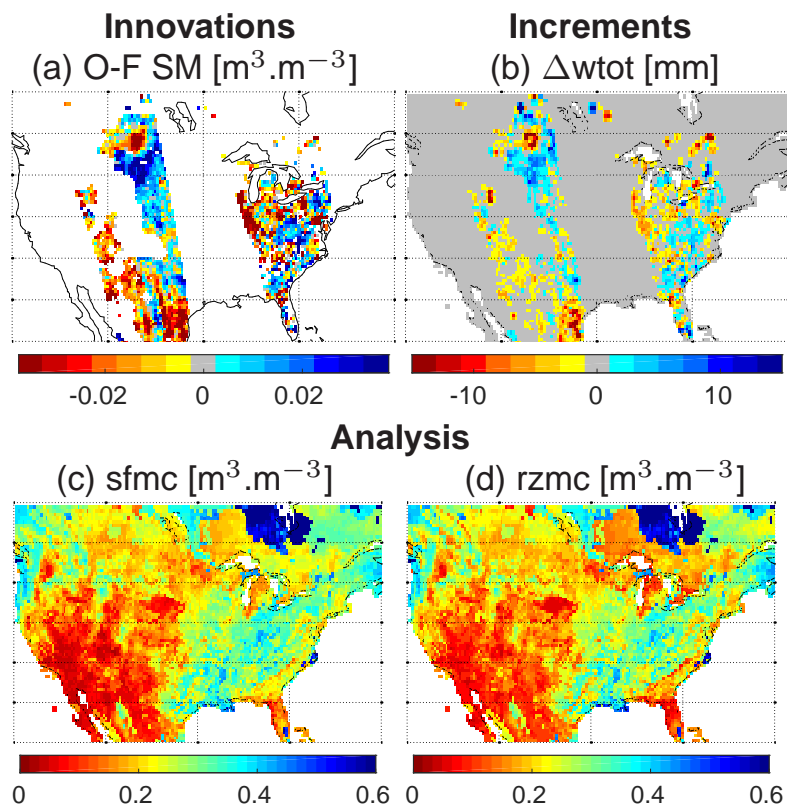 Innovations
Increments
(a) O-F SM [m³.m⁻³]
(b) Δwtot [mm]
-0.02 0 0.02
-10 0 10
Analysis
(c) sfmc [m³.m⁻³]
(d) rzmc [m³.m⁻³]
0 0.2 0.4 0.6
0 0.2 0.4 0.6